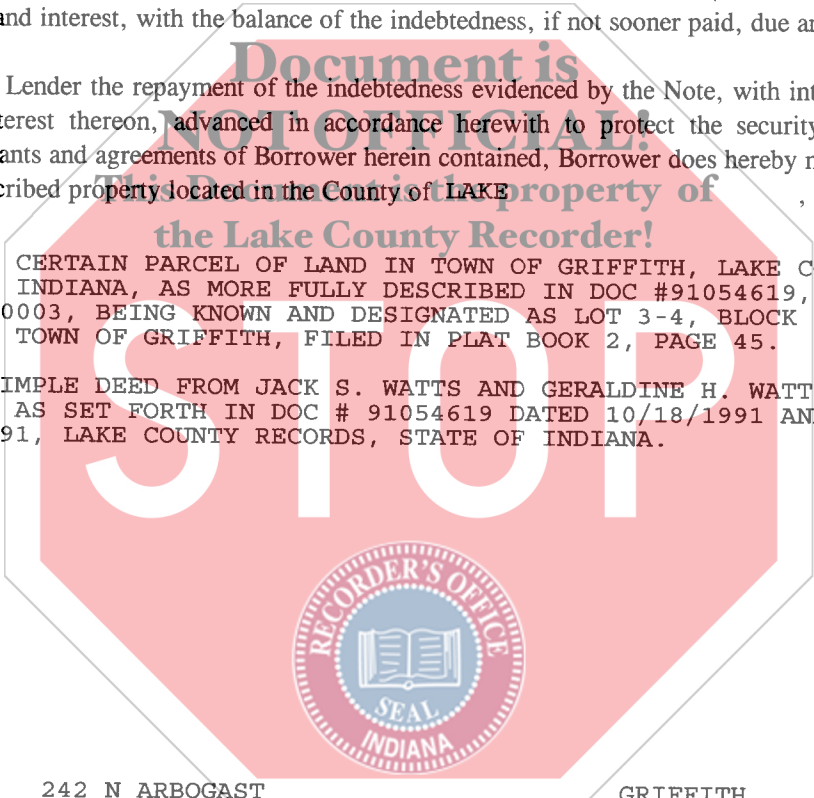 and interest, with the balance of the indebtedness, if not sooner paid, due an
Document is
Lender the repayment of the indebtedness evidenced by the Note, with int
NOT OFFICIAL!
erest thereon, advanced in accordance herewith to protect the security
ants and agreements of Borrower herein contained, Borrower does hereby m
This Document is the property of
cribed property located in the County of LAKE ,
the Lake County Recorder!
CERTAIN PARCEL OF LAND IN TOWN OF GRIFFITH, LAKE C
INDIANA, AS MORE FULLY DESCRIBED IN DOC #91054619,
0003, BEING KNOWN AND DESIGNATED AS LOT 3-4, BLOCK
TOWN OF GRIFFITH, FILED IN PLAT BOOK 2, PAGE 45.
IMPLE DEED FROM JACK S. WATTS AND GERALDINE H. WATT
AS SET FORTH IN DOC # 91054619 DATED 10/18/1991 AN
91, LAKE COUNTY RECORDS, STATE OF INDIANA.
STOP
RECORDER'S OFFICE
SEAL
INDIANA
242 N ARBOGAST GRIFFITH